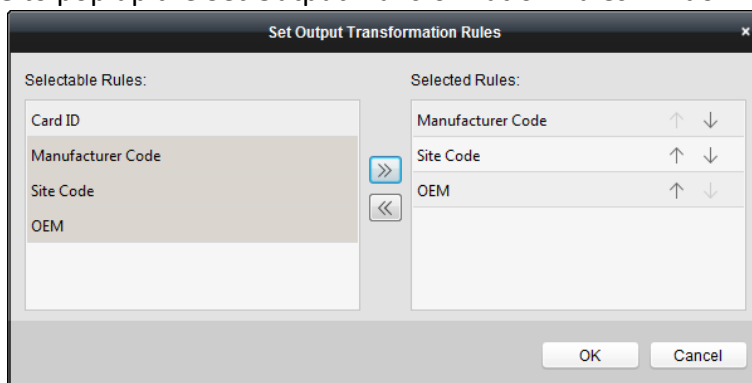 Set Output Transformation Rules
Selectable Rules:
Selected Rules:
Card ID
Manufacturer Code
Site Code
OEM
Manufacturer Code
Site Code
OEM
OK
Cancel